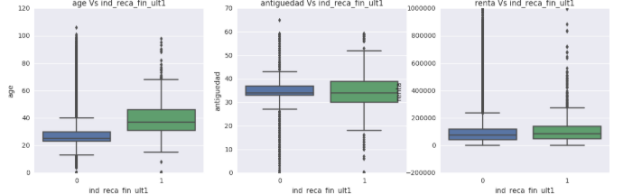 age Vs ind_reca_fin_ult1
120
100
80
60
40
20
0
age
0 1
ind_reca_fin_ult1
antiguedad Vs ind_reca_fin_ult1
70
60
50
40
30
20
10
0
antiguedad
0 1
ind_reca_fin_ult1
renta Vs ind_reca_fin_ult1
1000000
800000
600000
400000
200000
0
−200000
renta
0 1
ind_reca_fin_ult1